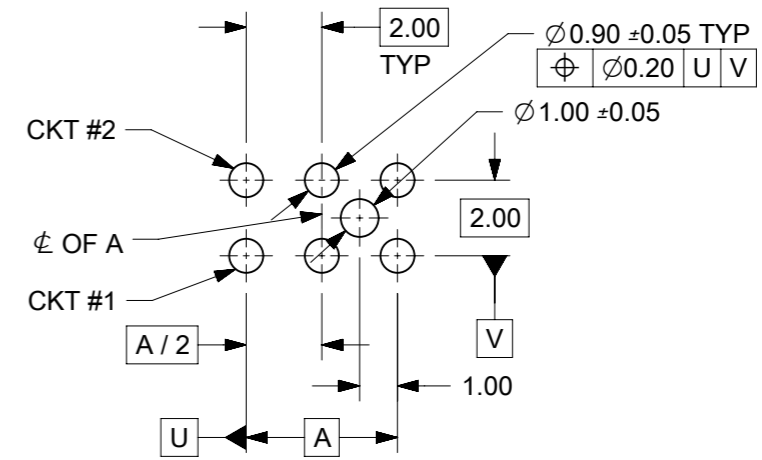 2.00
TYP
⌀0.90 ±0.05 TYP
⌖ ⌀0.20 U V
⌀1.00 ±0.05
CKT #2
2.00
℄ OF A
CKT #1
A / 2
V
1.00
U
A